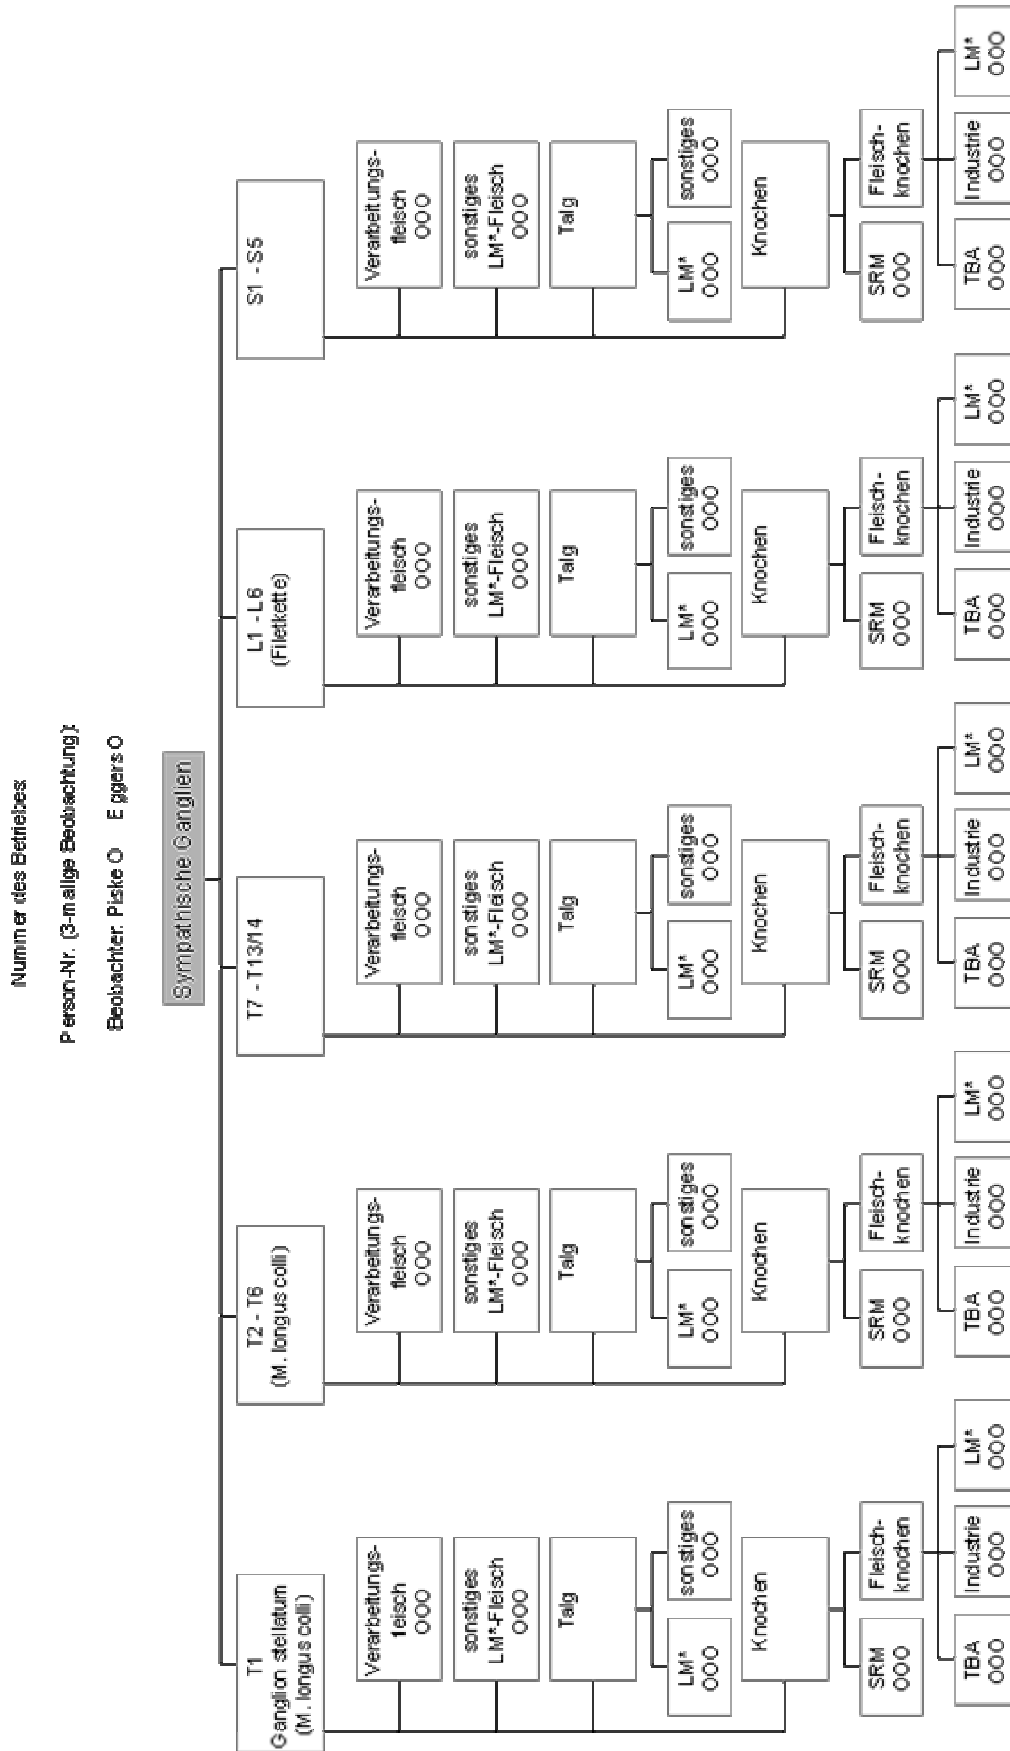 Nummer des Betriebes:
Person-Nr. (3-malige Beobachtung):
Beobachter: Piske O Eggers O
Sympathische Ganglien
T1
Ganglion stellatum
(M. longus colli)
Verarbeitungs-
fleisch
OOO
sonstiges
LM*-Fleisch
OOO
Talg
LM*
OOO
sonstiges
OOO
Knochen
SRM
OOO
Fleisch-
knochen
TBA
OOO
Industrie
OOO
LM*
OOO
T2 - T6
(M. longus colli)
Verarbeitungs-
fleisch
OOO
sonstiges
LM*-Fleisch
OOO
Talg
LM*
OOO
sonstiges
OOO
Knochen
SRM
OOO
Fleisch-
knochen
TBA
OOO
Industrie
OOO
LM*
OOO
T7 - T13/14
Verarbeitungs-
fleisch
OOO
sonstiges
LM*-Fleisch
OOO
Talg
LM*
OOO
sonstiges
OOO
Knochen
SRM
OOO
Fleisch-
knochen
TBA
OOO
Industrie
OOO
LM*
OOO
L1 - L6
(Filetkette)
Verarbeitungs-
fleisch
OOO
sonstiges
LM*-Fleisch
OOO
Talg
LM*
OOO
sonstiges
OOO
Knochen
SRM
OOO
Fleisch-
knochen
TBA
OOO
Industrie
OOO
LM*
OOO
S1 - S5
Verarbeitungs-
fleisch
OOO
sonstiges
LM*-Fleisch
OOO
Talg
LM*
OOO
sonstiges
OOO
Knochen
SRM
OOO
Fleisch-
knochen
TBA
OOO
Industrie
OOO
LM*
OOO